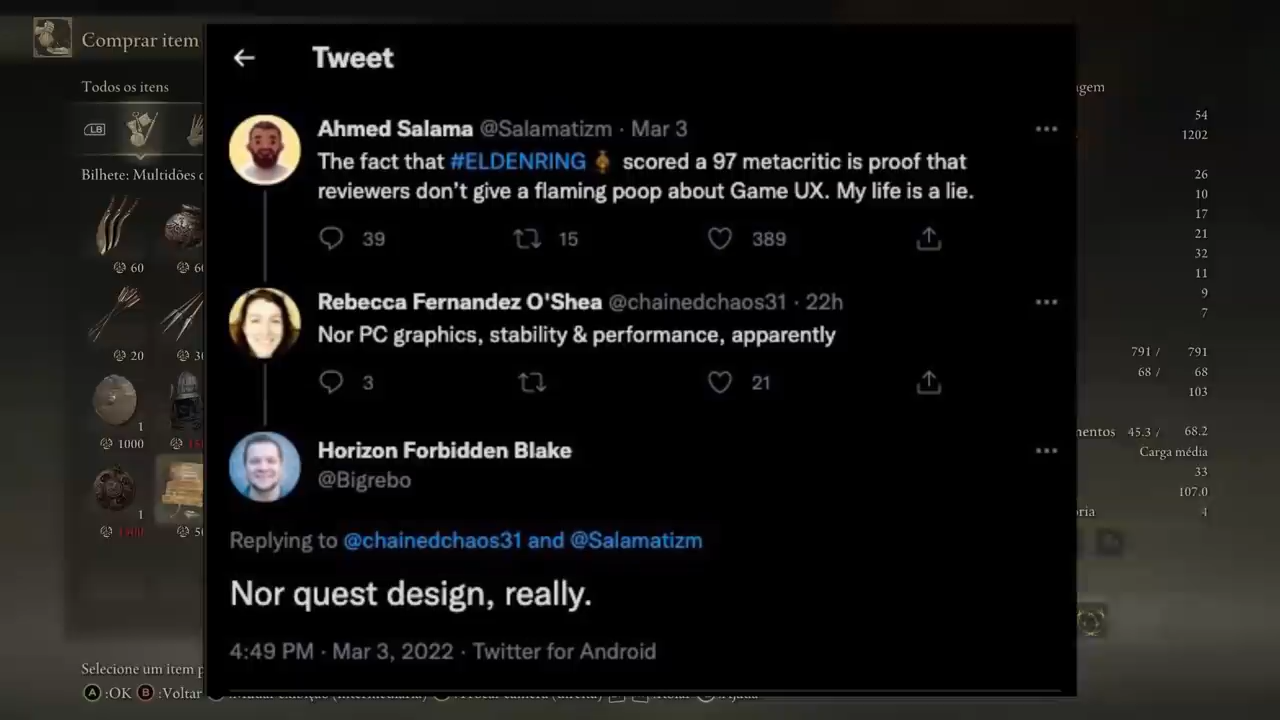 Comprar item
Todos os itens
LB
Bilhete: Multidões
60
20
1
1000
1
Selecione um item
A:OK B:Voltar
Tweet
Ahmed Salama @Salamatizm · Mar 3
The fact that #ELDENRING scored a 97 metacritic is proof that
reviewers don't give a flaming poop about Game UX. My life is a lie.
39 15 389
Rebecca Fernandez O'Shea @chainedchaos31 · 22h
Nor PC graphics, stability & performance, apparently
3 21
Horizon Forbidden Blake
@Bigrebo
Replying to @chainedchaos31 and @Salamatizm
Nor quest design, really.
4:49 PM · Mar 3, 2022 · Twitter for Android
54
1202
26
10
17
21
32
11
9
7
791 / 791
68 / 68
103
45.3 / 68.2
Carga média
33
107.0
4